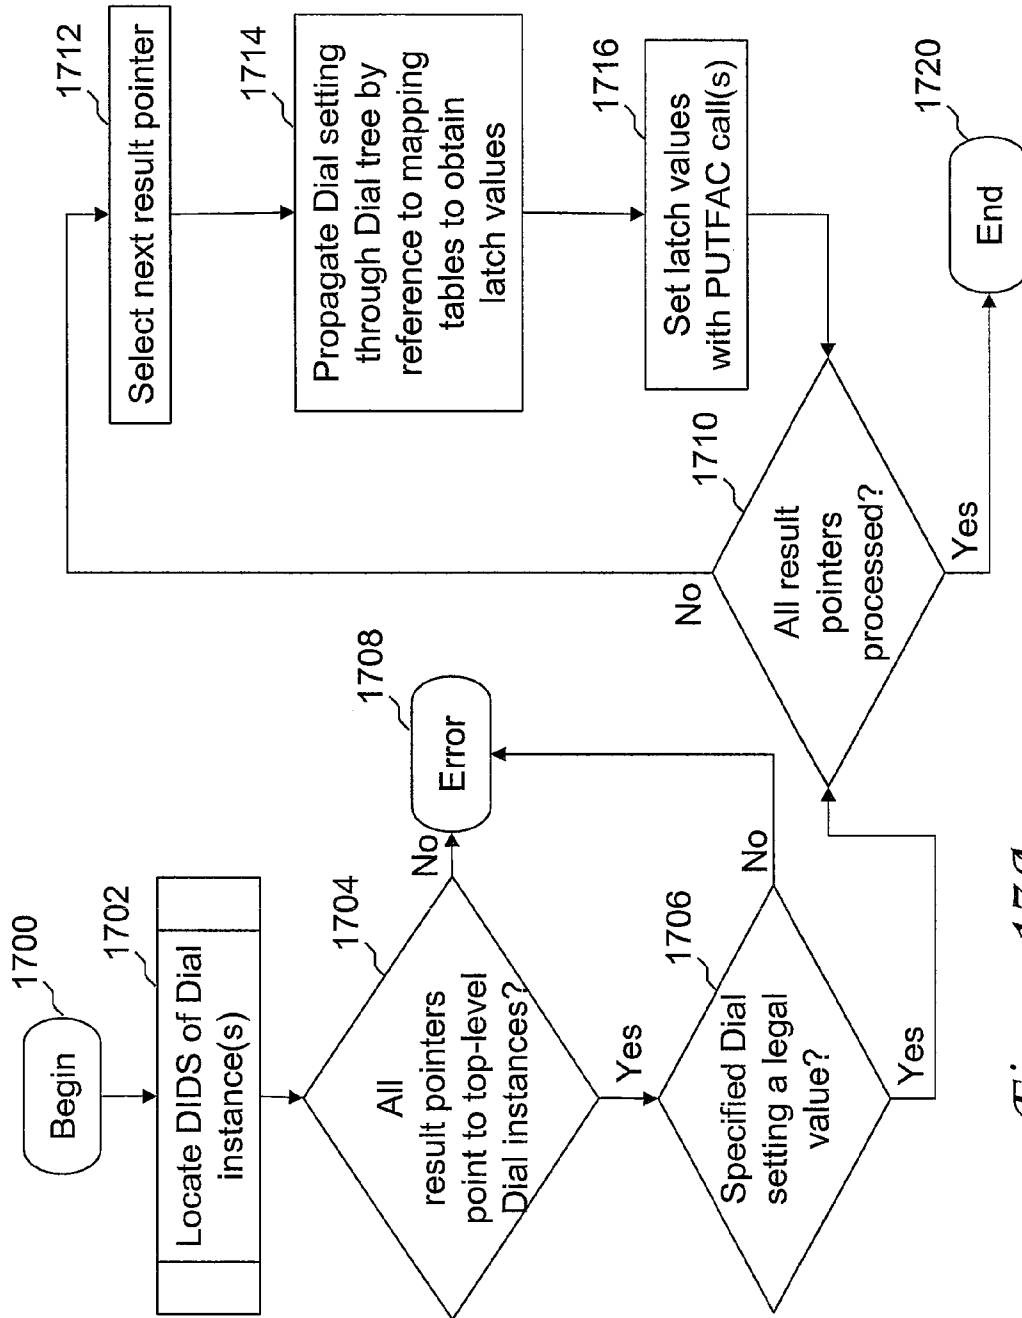 1700
Begin
1702
Locate DIDS of Dial
instance(s)
1704
All
result pointers
point to top-level
Dial instances?
No
Yes
1708
Error
1706
Specified Dial
setting a legal
value?
No
Yes
1712
Select next result pointer
1714
Propagate Dial setting
through Dial tree by
reference to mapping
tables to obtain
latch values
1716
Set latch values
with PUTFAC call(s)
1710
No
All result
pointers
processed?
Yes
1720
End